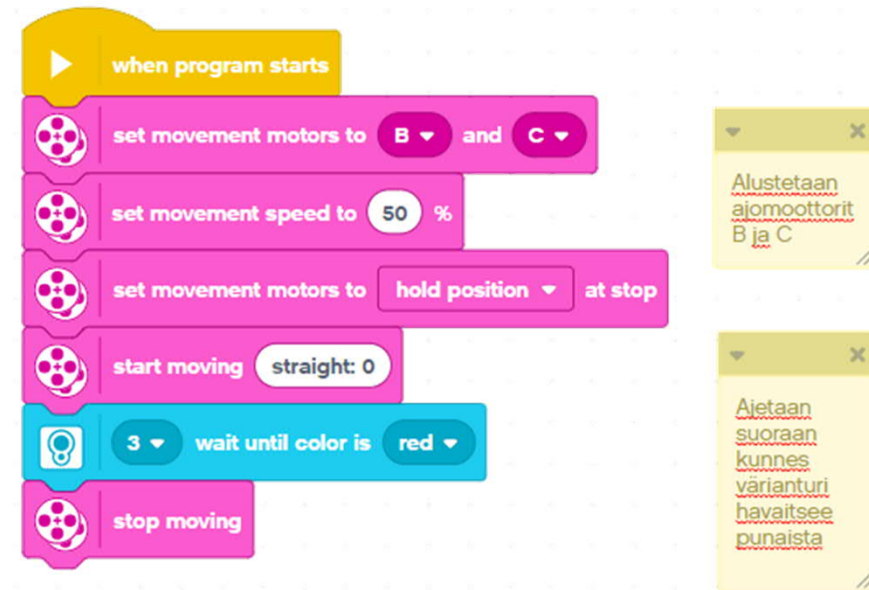 when program starts
set movement motors to B and C
set movement speed to 50 %
set movement motors to hold position at stop
start moving straight: 0
3 wait until color is red
stop moving
Alustetaan
ajomoottorit
B ja C
Ajetaan
suoraan
kunnes
värianturi
havaitsee
punaista